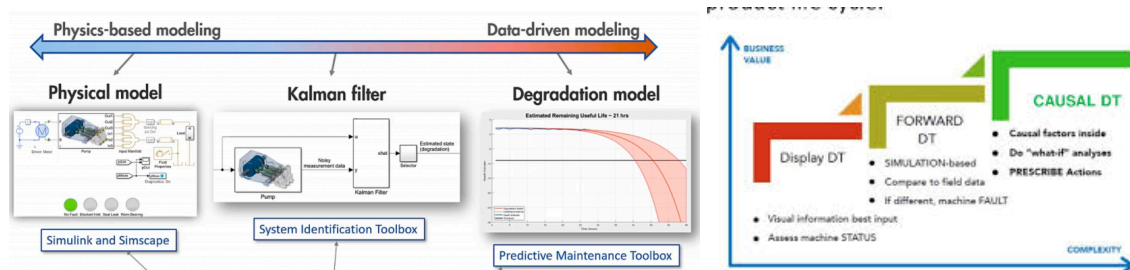 Physics-based modeling
Data-driven modeling
Physical model
Kalman filter
Degradation model
Pump
Noisy
measurement data
Pump
u
y
xhat
Kalman Filter
Estimated state
(degradation)
Selector
Estimated Remaining Useful Life ~ 21 hrs
Simulink and Simscape
System Identification Toolbox
Predictive Maintenance Toolbox
BUSINESS
VALUE
Display DT
• Visual information best input
• Assess machine STATUS
FORWARD
DT
• SIMULATION-based
• Compare to field data
• If different, machine FAULT
CAUSAL DT
• Causal factors inside
• Do "what-if" analyses
• PRESCRIBE Actions
COMPLEXITY